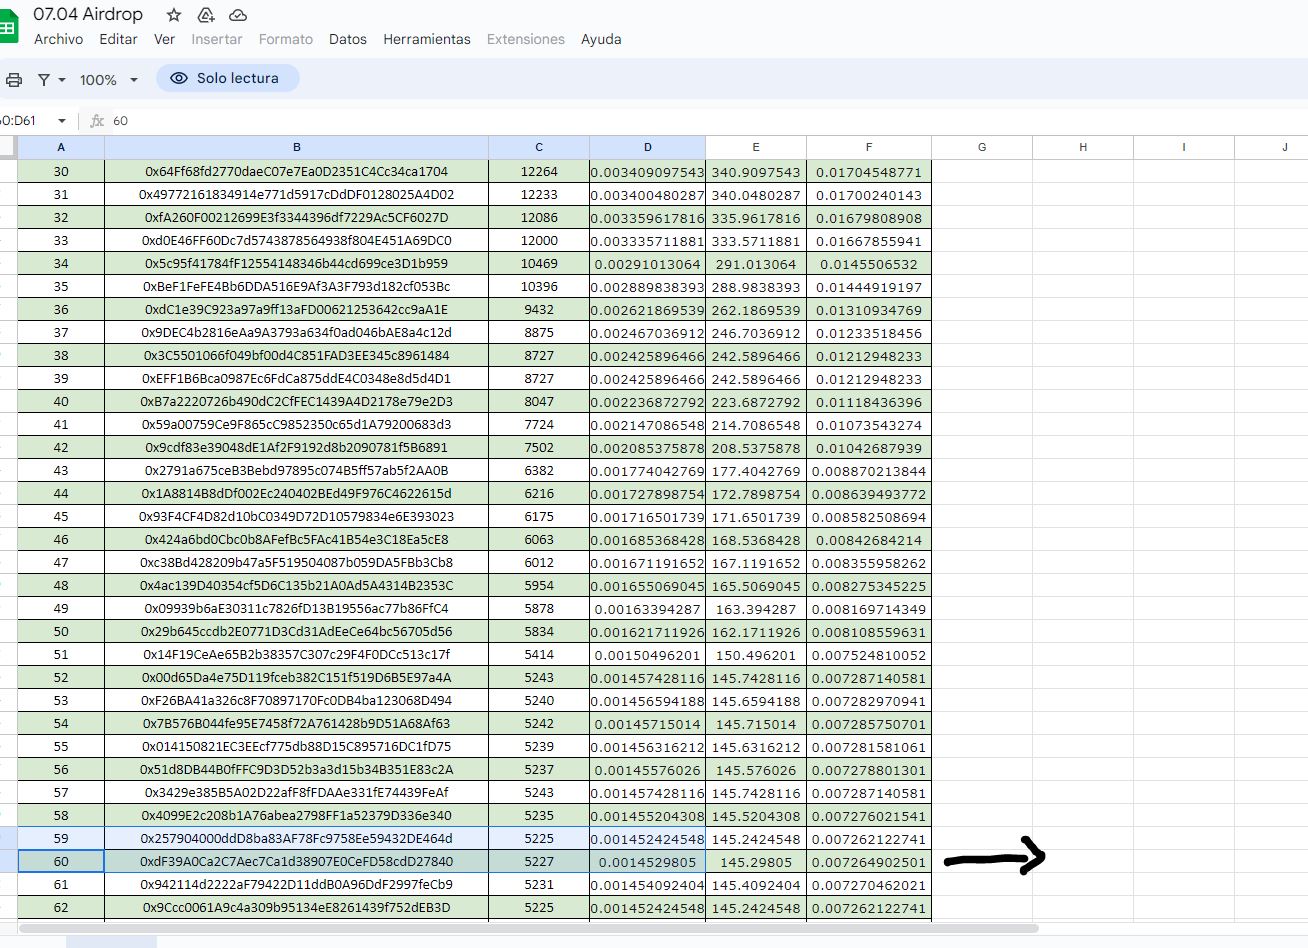 07.04 Airdrop
Archivo Editar Ver Insertar Formato Datos Herramientas Extensiones Ayuda
100% Solo lectura
0:D61 fx 60
A B C D E F G H I J
30 0x64Ff68fd2770daeC07e7Ea0D2351C4Cc34ca1704 12264 0.003409097543 340.9097543 0.01704548771
31 0x49772161834914e771d5917cDdDF0128025A4D02 12233 0.003400480287 340.0480287 0.01700240143
32 0xfA260F00212699E3f3344396df7229Ac5CF6027D 12086 0.003359617816 335.9617816 0.01679808908
33 0xd0E46FF60Dc7d5743878564938f804E451A69DC0 12000 0.003335711881 333.5711881 0.01667855941
34 0x5c95f41784fF12554148346b44cd699ce3D1b959 10469 0.00291013064 291.013064 0.0145506532
35 0xBeF1FeFE4Bb6DDA516E9Af3A3F793d182cf053Bc 10396 0.002889838393 288.9838393 0.01444919197
36 0xdC1e39C923a97a9ff13aFD00621253642cc9aA1E 9432 0.002621869539 262.1869539 0.01310934769
37 0x9DEC4b2816eAa9A3793a634f0ad046bAE8a4c12d 8875 0.002467036912 246.7036912 0.01233518456
38 0x3C5501066f049bf00d4C851FAD3EE345c8961484 8727 0.002425896466 242.5896466 0.01212948233
39 0xEFF1B6Bca0987Ec6FdCa875ddE4C0348e8d5d4D1 8727 0.002425896466 242.5896466 0.01212948233
40 0xB7a2220726b490dC2CfFEC1439A4D2178e79e2D3 8047 0.002236872792 223.6872792 0.01118436396
41 0x59a00759Ce9F865cC9852350c65d1A79200683d3 7724 0.002147086548 214.7086548 0.01073543274
42 0x9cdf83e39048dE1Af2F9192d8b2090781f5B6891 7502 0.002085375878 208.5375878 0.01042687939
43 0x2791a675ceB3Bebd97895c074B5ff57ab5f2AA0B 6382 0.001774042769 177.4042769 0.008870213844
44 0x1A8814B8dDf002Ec240402BEd49F976C4622615d 6216 0.001727898754 172.7898754 0.008639493772
45 0x93F4CF4D82d10bC0349D72D10579834e6E393023 6175 0.001716501739 171.6501739 0.008582508694
46 0x424a6bd0Cbc0b8AFefBc5FAc41B54e3C18Ea5cE8 6063 0.001685368428 168.5368428 0.00842684214
47 0xc38Bd428209b47a5F519504087b059DA5FBb3Cb8 6012 0.001671191652 167.1191652 0.008355958262
48 0x4ac139D40354cf5D6C135b21A0Ad5A4314B2353C 5954 0.001655069045 165.5069045 0.008275345225
49 0x09939b6aE30311c7826fD13B19556ac77b86FfC4 5878 0.00163394287 163.394287 0.008169714349
50 0x29b645ccdb2E0771D3Cd31AdEeCe64bc56705d56 5834 0.001621711926 162.1711926 0.008108559631
51 0x14F19CeAe65B2b38357C307c29F4F0DCc513c17f 5414 0.00150496201 150.496201 0.007524810052
52 0x00d65Da4e75D119fceb382C151f519D6B5E97a4A 5243 0.001457428116 145.7428116 0.007287140581
53 0xF26BA41a326c8F70897170Fc0DB4ba123068D494 5240 0.001456594188 145.6594188 0.007282970941
54 0x7B576B044fe95E7458f72A761428b9D51A68Af63 5242 0.00145715014 145.715014 0.007285750701
55 0x014150821EC3EEcf775db88D15C895716DC1fD75 5239 0.001456316212 145.6316212 0.007281581061
56 0x51d8DB44B0fFFC9D3D52b3a3d15b34B351E83c2A 5237 0.00145576026 145.576026 0.007278801301
57 0x3429e385B5A02D22afF8fFDAAe331fE74439FeAf 5243 0.001457428116 145.7428116 0.007287140581
58 0x4099E2c208b1A76abea2798FF1a52379D336e340 5235 0.001455204308 145.5204308 0.007276021541
59 0x257904000ddD8ba83AF78Fc9758Ee59432DE464d 5225 0.001452424548 145.2424548 0.007262122741
60 0xdF39A0Ca2C7Aec7Ca1d38907E0CeFD58cdD27840 5227 0.0014529805 145.29805 0.007264902501
61 0x942114d2222aF79422D11ddB0A96DdF2997feCb9 5231 0.001454092404 145.4092404 0.007270462021
62 0x9Ccc0061A9c4a309b95134eE8261439f752dEB3D 5225 0.001452424548 145.2424548 0.007262122741